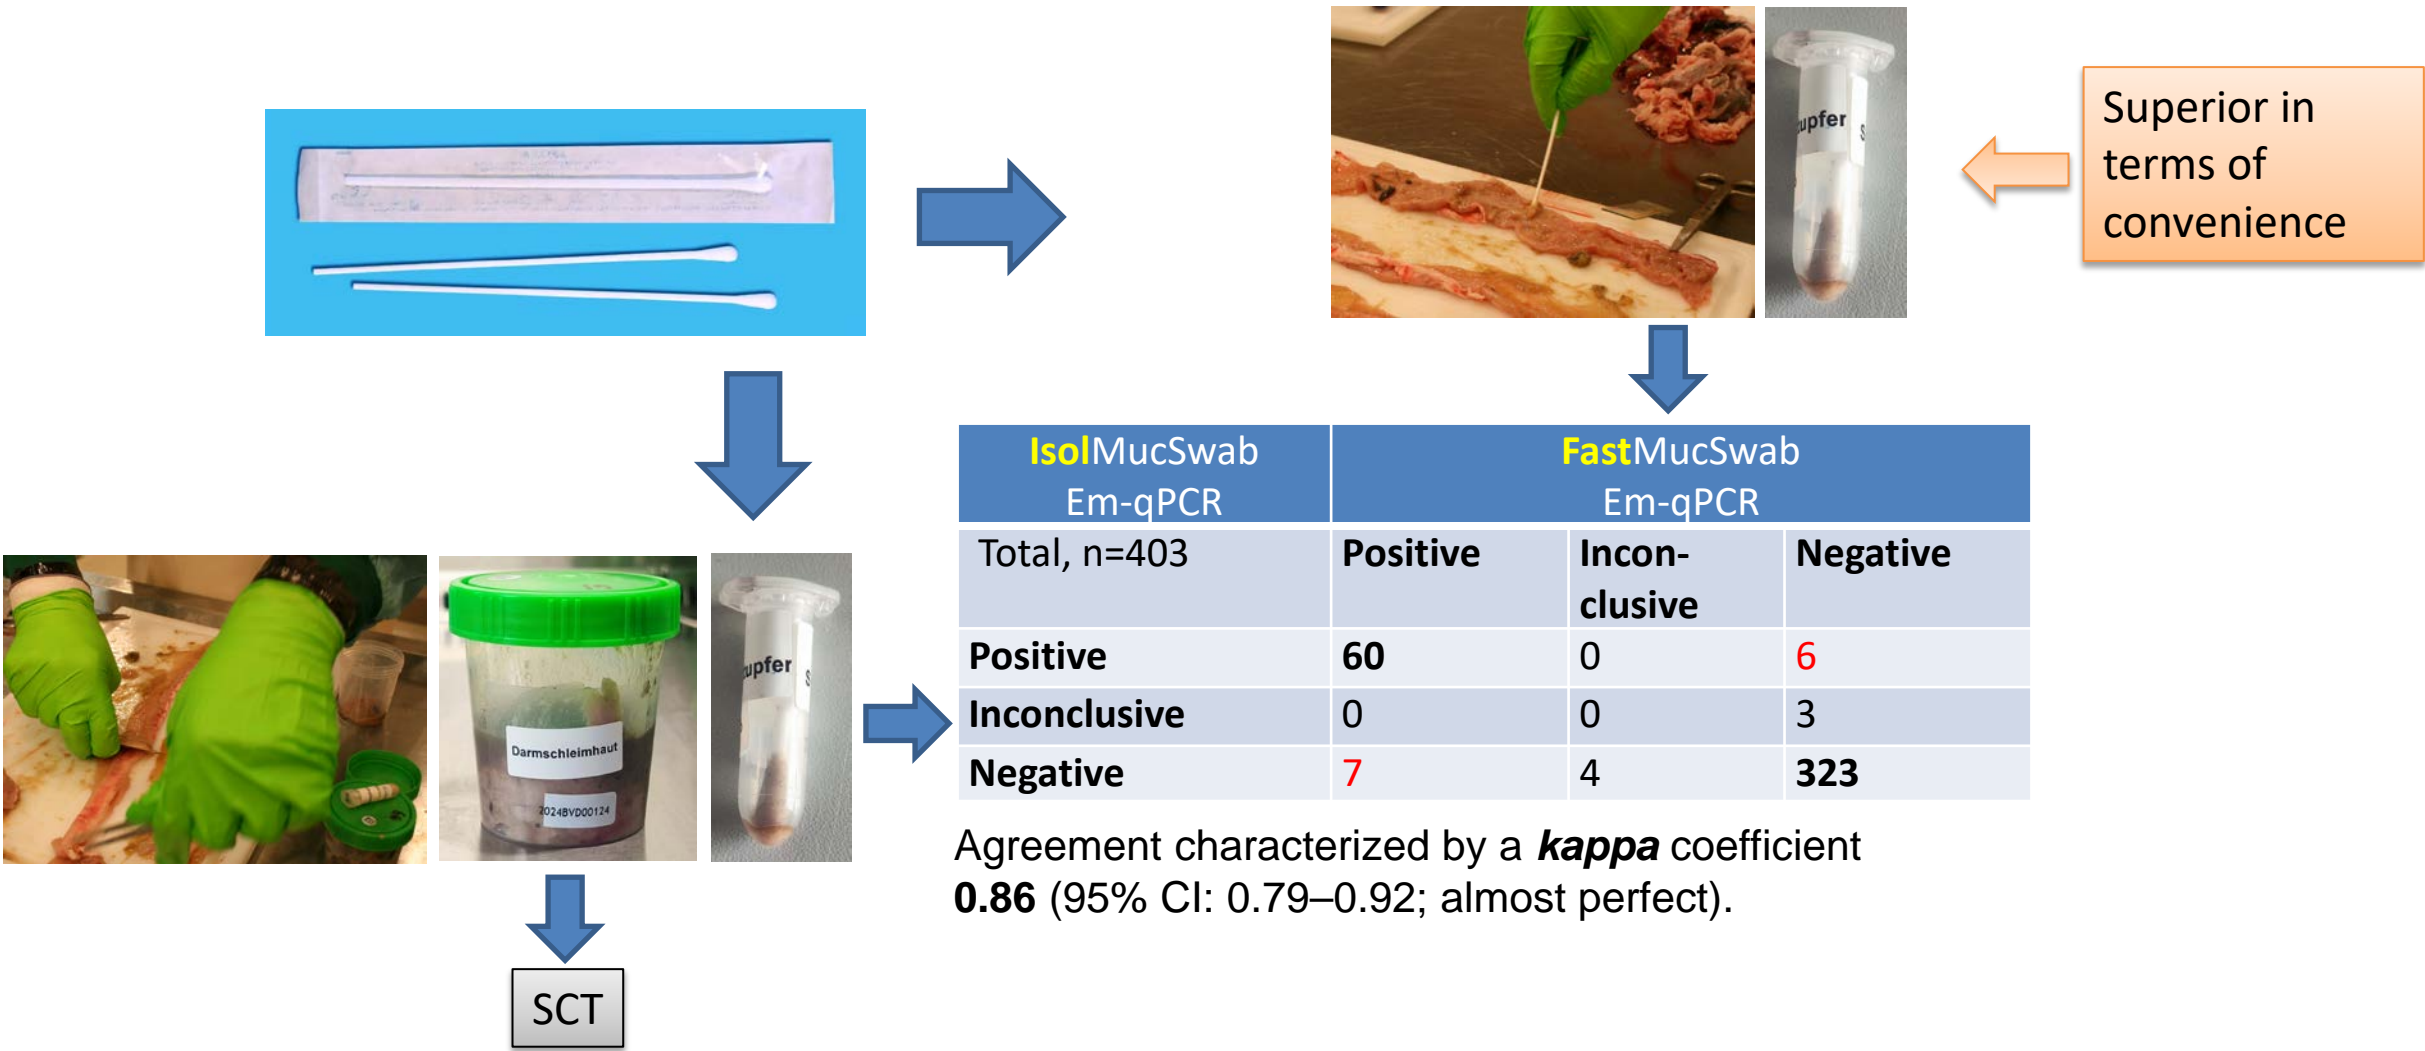 Superior in
terms of
convenience
upfer
IsolMucSwab
Em-qPCR
FastMucSwab
Em-qPCR
Total, n=403
Positive
Incon-
clusive
Negative
Positive
60
0
6
Inconclusive
0
0
3
Negative
7
4
323
upfer
Darmschleimhaut
2024BVD00124
Agreement characterized by a kappa coefficient
0.86 (95% CI: 0.79–0.92; almost perfect).
SCT